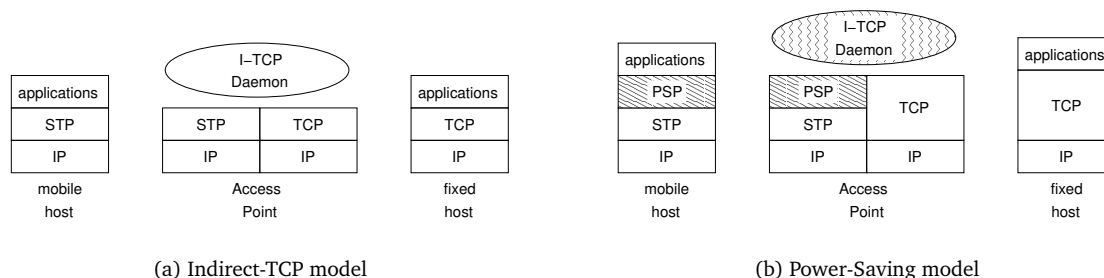 I–TCP
Daemon
applications
STP
IP
mobile
host
STP
TCP
IP
IP
Access
Point
applications
TCP
IP
fixed
host
(a) Indirect-TCP model
I–TCP
Daemon
applications
PSP
STP
IP
mobile
host
PSP
TCP
STP
IP
IP
Access
Point
applications
TCP
IP
fixed
host
(b) Power-Saving model